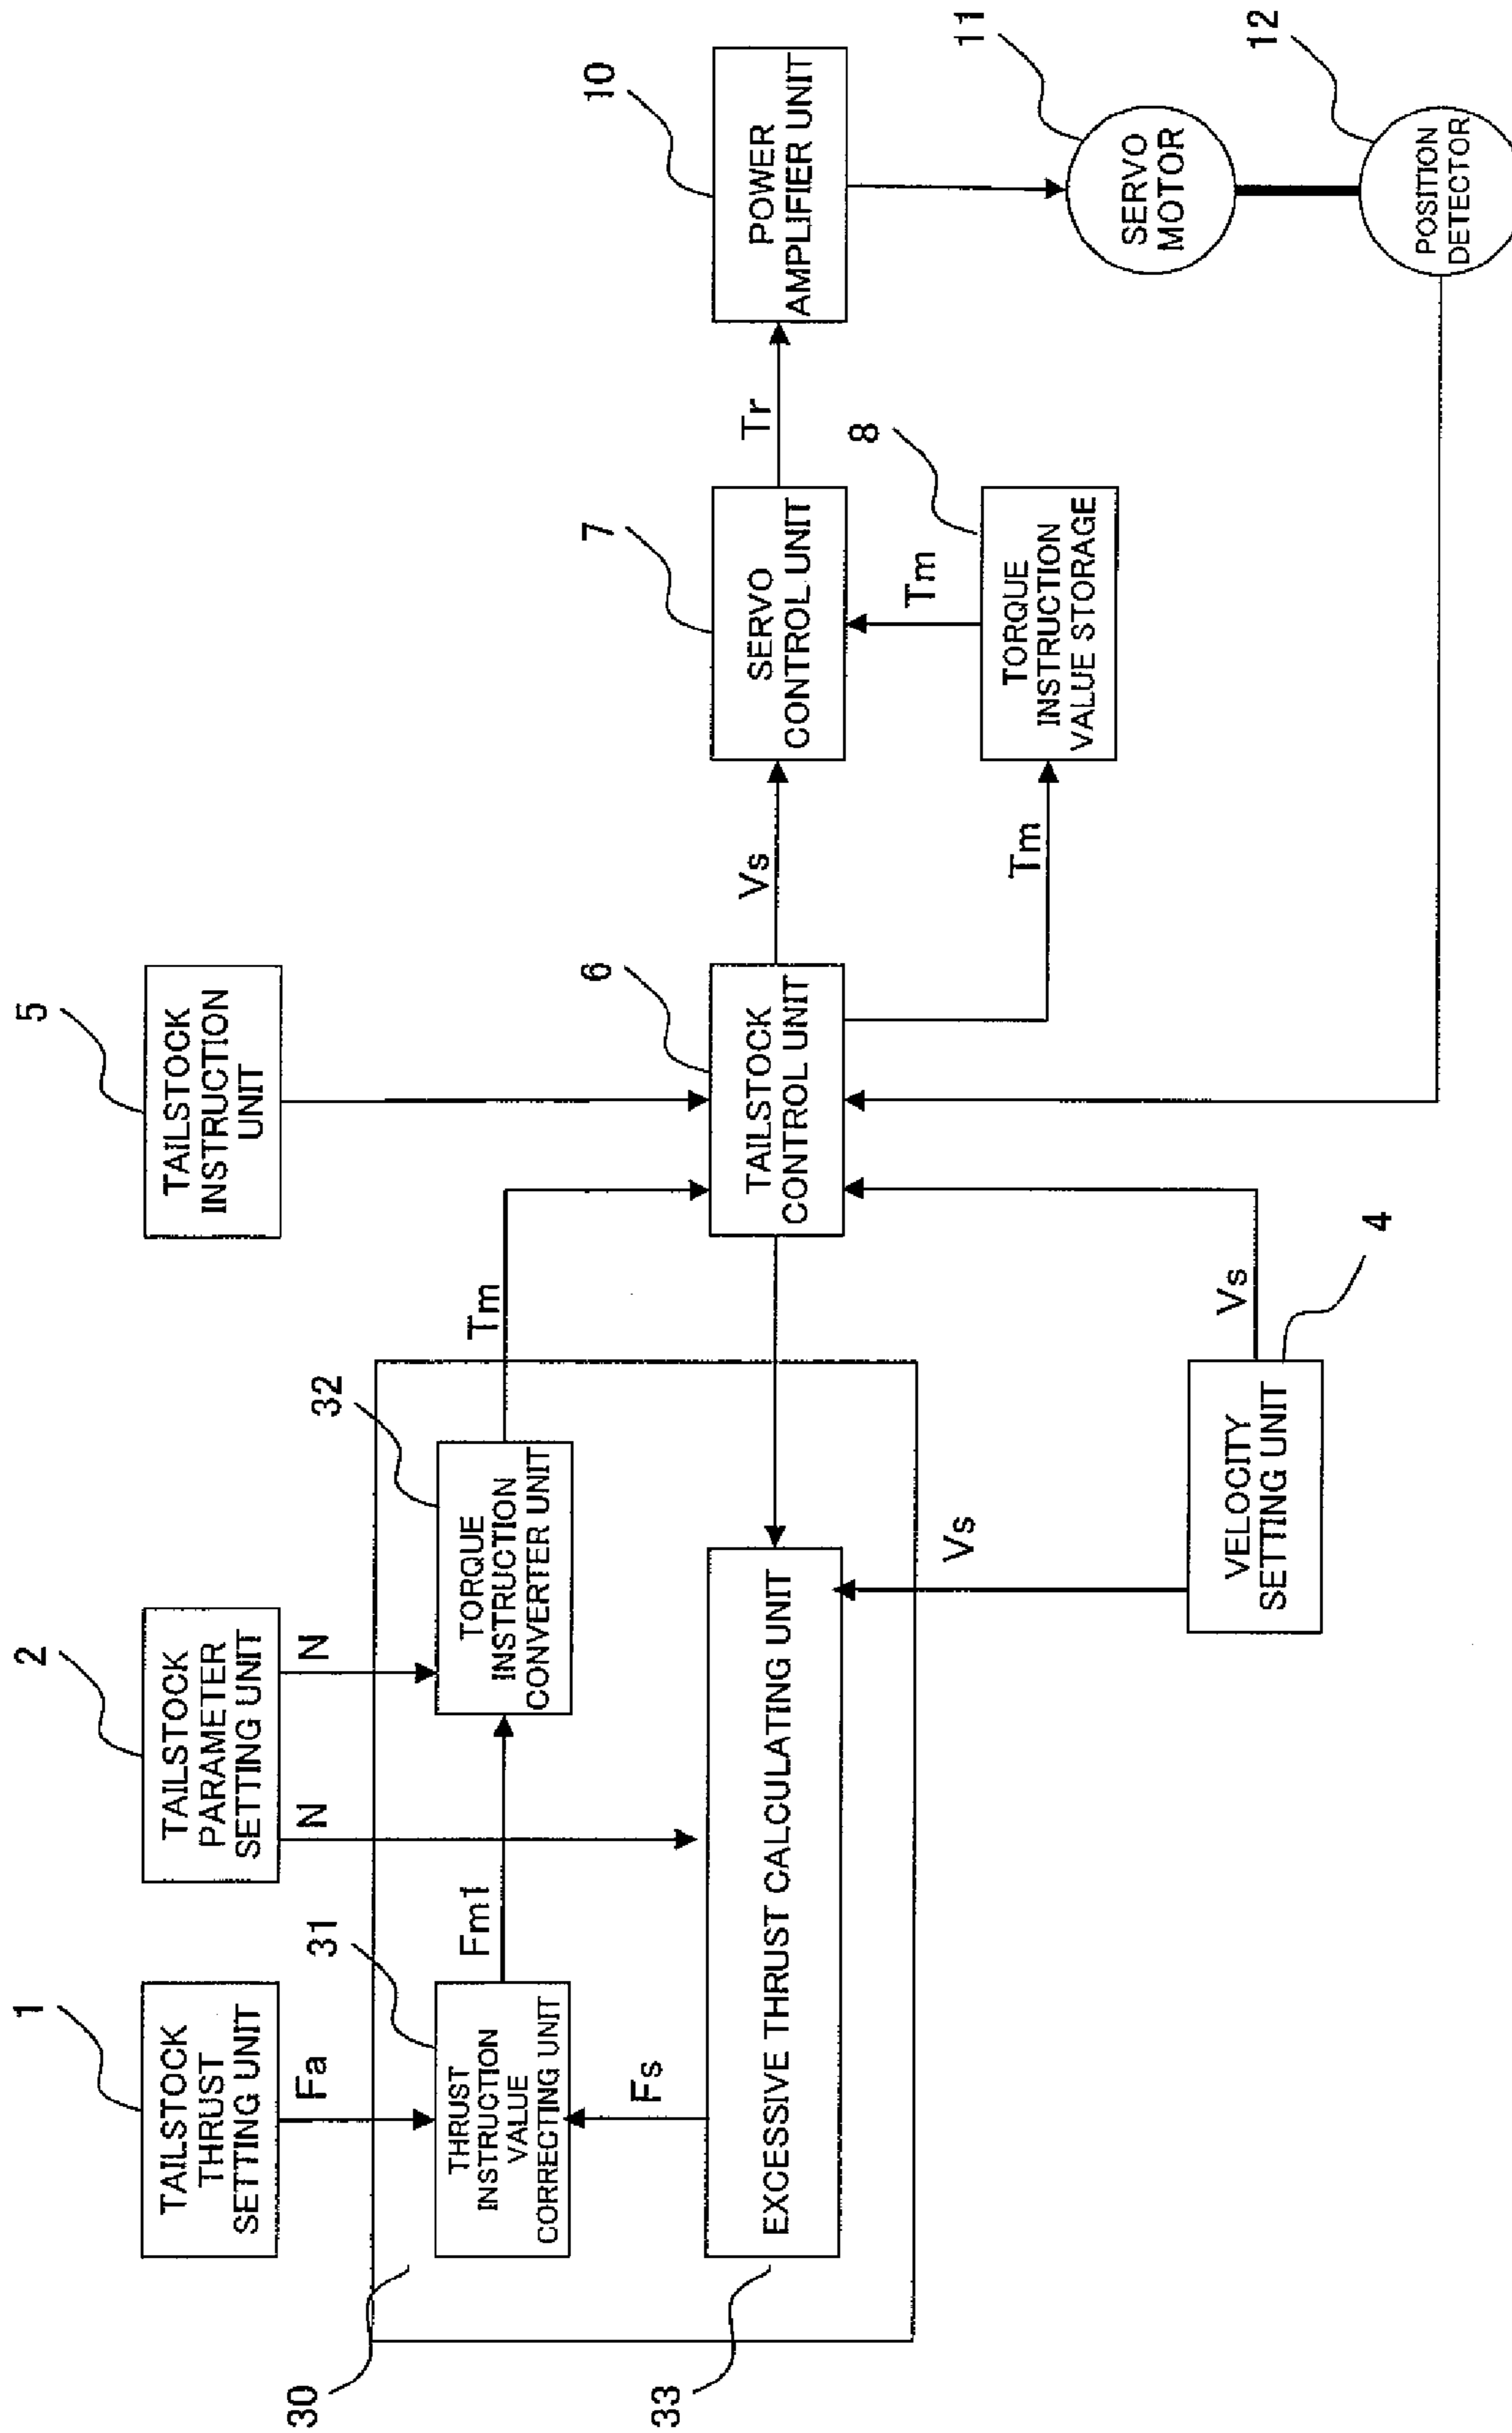 1
TAILSTOCK
THRUST
SETTING UNIT
Fa
2
TAILSTOCK
PARAMETER
SETTING UNIT
N
N
5
TAILSTOCK
INSTRUCTION
UNIT
30
31
THRUST
INSTRUCTION
VALUE
CORRECTING UNIT
Fm1
32
TORQUE
INSTRUCTION
CONVERTER UNIT
Tm
Fs
33
EXCESSIVE THRUST CALCULATING UNIT
Vs
VELOCITY
SETTING UNIT
4
Vs
6
TAILSTOCK
CONTROL UNIT
Vs
Tm
7
SERVO
CONTROL UNIT
Tm
8
TORQUE
INSTRUCTION
VALUE STORAGE
Tr
10
POWER
AMPLIFIER UNIT
11
SERVO
MOTOR
12
POSITION
DETECTOR